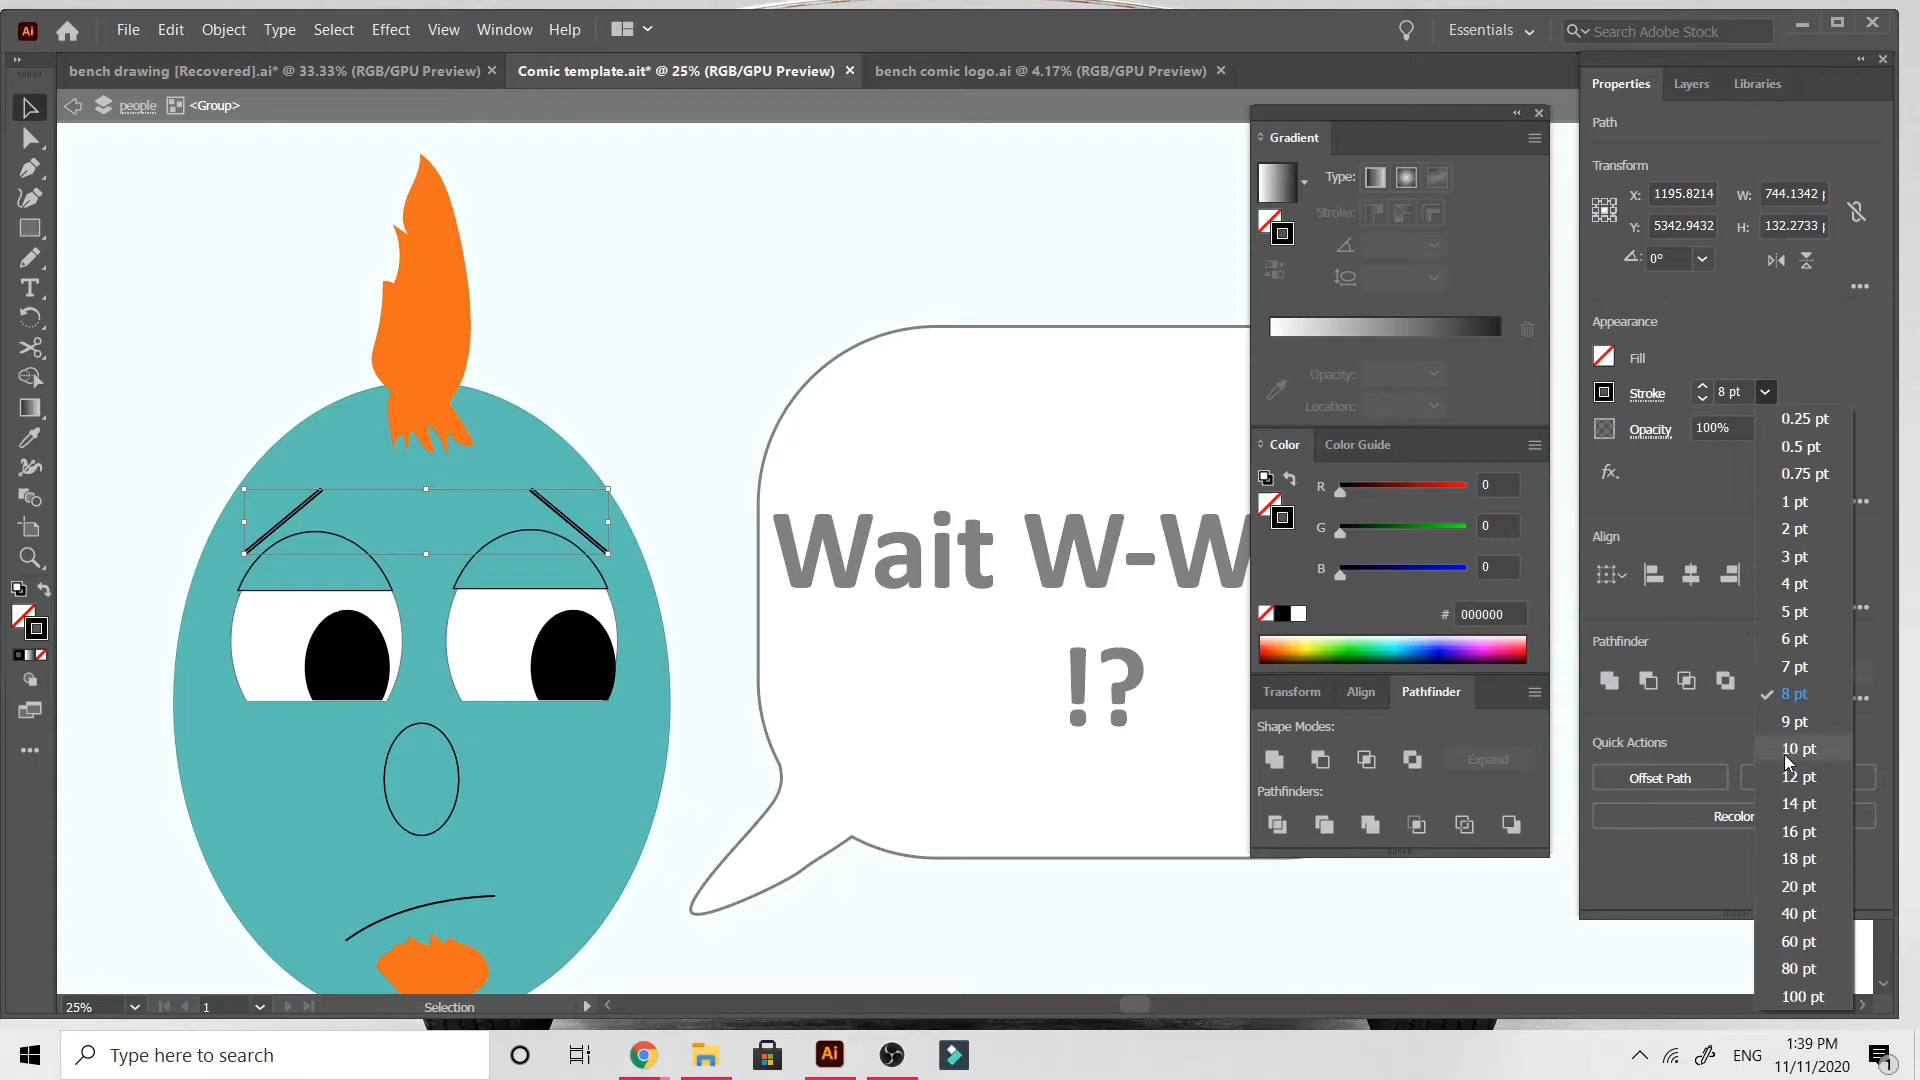 Ai File Edit Object Type Select Effect View Window Help Essentials Search Adobe Stock
bench drawing [Recovered].ai* @ 33.33% (RGB/GPU Preview) Comic template.ait* @ 25% (RGB/GPU Preview) bench comic logo.ai @ 4.17% (RGB/GPU Preview)
people <Group>
Wait W-W
!?
Gradient
Type:
Stroke:
Opacity:
Location:
Color Color Guide
R 0
G 0
B 0
# 000000
Transform Align Pathfinder
Shape Modes:
Expand
Pathfinders:
Properties Layers Libraries
Path
Transform
X: 1195.8214 W: 744.1342
Y: 5342.9432 H: 132.2733
0°
Appearance
Fill
Stroke 8 pt
Opacity 100%
fx.
Align
Pathfinder
Quick Actions
Offset Path
Recolor
0.25 pt
0.5 pt
0.75 pt
1 pt
2 pt
3 pt
4 pt
5 pt
6 pt
7 pt
8 pt
9 pt
10 pt
12 pt
14 pt
16 pt
18 pt
20 pt
40 pt
60 pt
80 pt
100 pt
25% 1 Selection
Type here to search Ai ENG 1:39 PM
11/11/2020 1